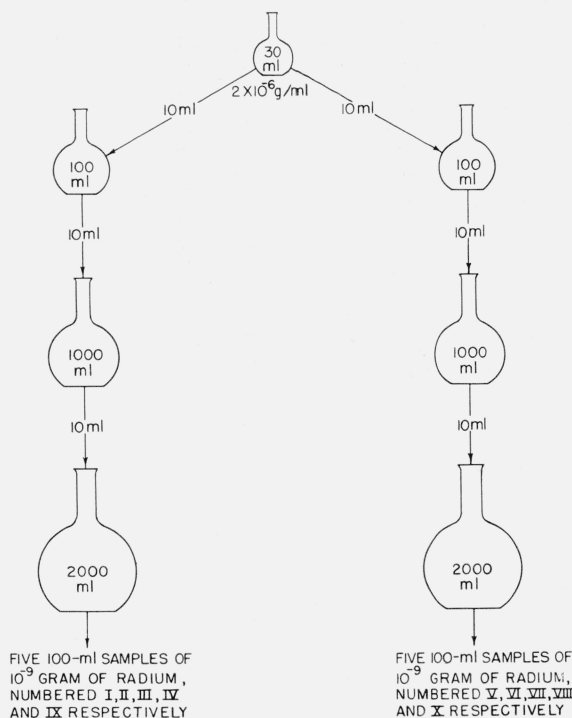 30
ml
2 X10⁻⁶g/ml
10ml
10ml
100
ml
100
ml
10ml
10ml
1000
ml
1000
ml
10ml
10ml
2000
ml
2000
ml
FIVE 100-ml SAMPLES OF
10⁻⁹ GRAM OF RADIUM,
NUMBERED I,II,III,IV
AND IX RESPECTIVELY
FIVE 100-ml SAMPLES OF
10⁻⁹ GRAM OF RADIUM,
NUMBERED V,VI,VII,VIII
AND X RESPECTIVELY